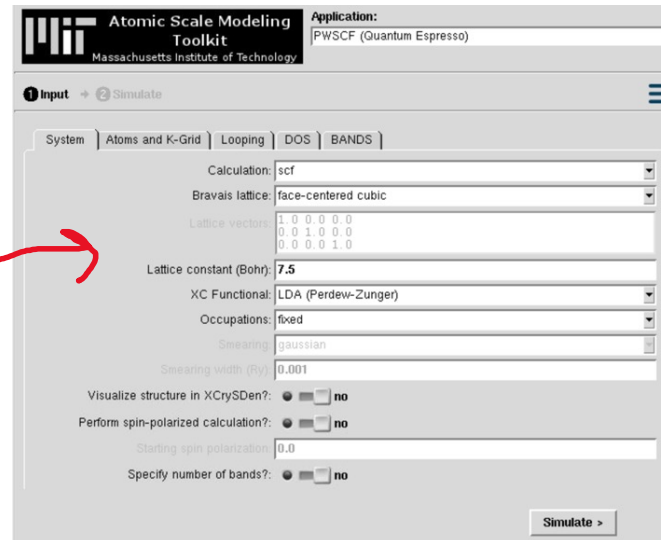 Atomic Scale Modeling
Toolkit
Massachusetts Institute of Technology
Application:
PWSCF (Quantum Espresso)
1 Input → 2 Simulate
System Atoms and K-Grid Looping DOS BANDS
Calculation: scf
Bravais lattice: face-centered cubic
Lattice vectors: 1.0 0.0 0.0
0.0 1.0 0.0
0.0 0.0 1.0
Lattice constant (Bohr): 7.5
XC Functional: LDA (Perdew-Zunger)
Occupations: fixed
Smearing: gaussian
Smearing width (Ry): 0.001
Visualize structure in XCrySDen?: no
Perform spin-polarized calculation?: no
Starting spin polarization: 0.0
Specify number of bands?: no
Simulate >